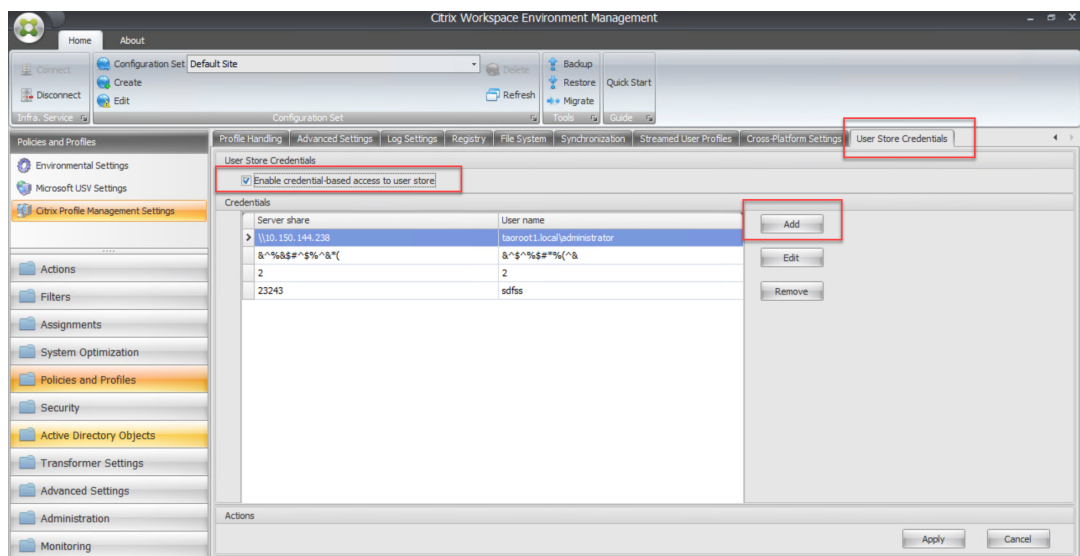 Citrix Workspace Environment Management
Home About
Connect
Disconnect
Infra. Service
Configuration Set Default Site
Create
Edit
Delete
Refresh
Configuration Set
Backup
Restore
Migrate
Tools
Quick Start
Guide
Policies and Profiles
Environmental Settings
Microsoft USV Settings
Citrix Profile Management Settings
Actions
Filters
Assignments
System Optimization
Policies and Profiles
Security
Active Directory Objects
Transformer Settings
Advanced Settings
Administration
Monitoring
Profile Handling Advanced Settings Log Settings Registry File System Synchronization Streamed User Profiles Cross-Platform Settings User Store Credentials
User Store Credentials
Enable credential-based access to user store
Credentials
Server share User name
\\10.150.144.238 taoroot1.local\administrator
&^%&$#^$%^&*( &^$^%$#*%(^&
2 2
23243 sdfss
Add
Edit
Remove
Actions
Apply Cancel